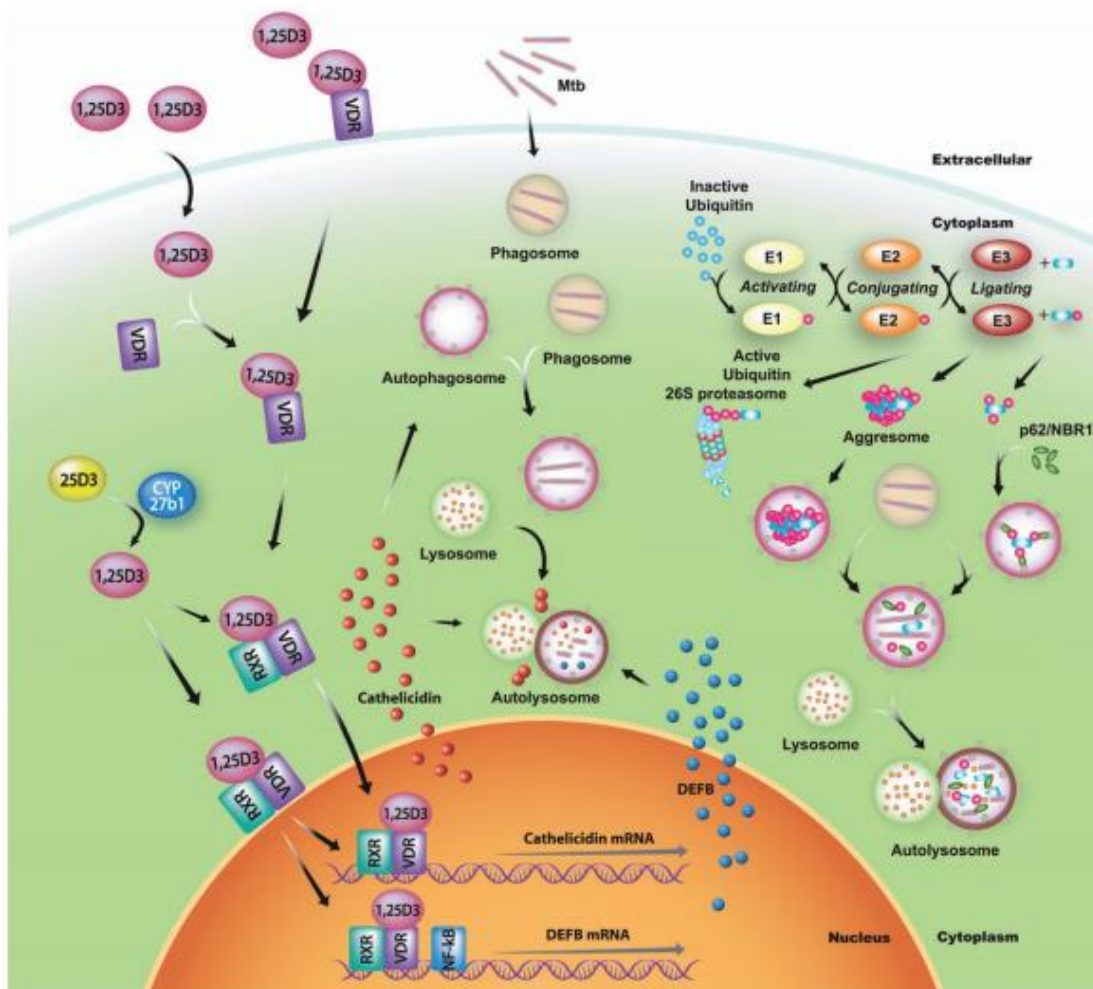 1,25D3
1,25D3
VDR
1,25D3
1,25D3
Mtb
Extracellular
Inactive
Ubiquitin
Cytoplasm
1,25D3
Phagosome
E1
E2
E3
+
Activating
Conjugating
Ligating
E1
E2
E3
+
VDR
Autophagosome
Phagosome
Active
Ubiquitin
26S proteasome
1,25D3
VDR
Aggresome
p62/NBR1
25D3
CYP
27b1
Lysosome
1,25D3
1,25D3
VDR
RXR
Cathelicidin
Autolysosome
Lysosome
1,25D3
VDR
RXR
DEFB
1,25D3
RXR
VDR
Cathelicidin mRNA
Autolysosome
1,25D3
RXR
VDR
NF-kB
DEFB mRNA
Nucleus
Cytoplasm